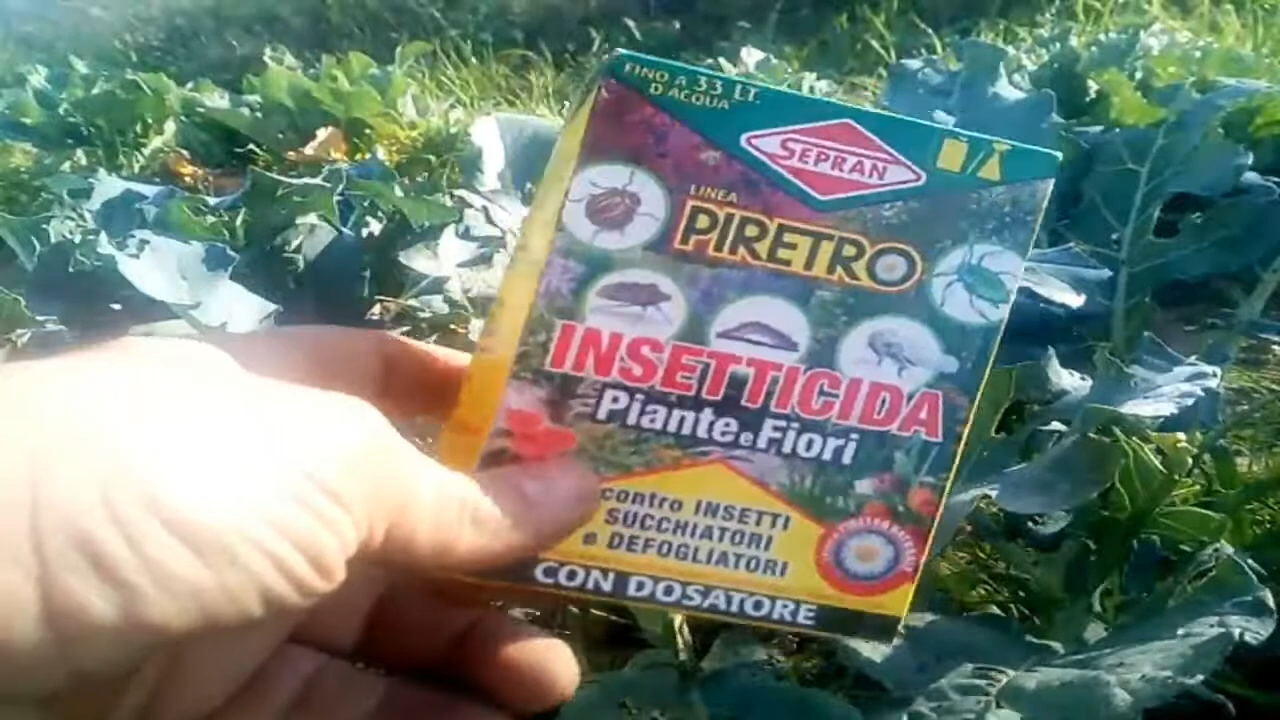 FINO A 33 LT.
D'ACQUA
SEPRAN
LINEA
PIRETRO
INSETTICIDA
Piante e Fiori
contro INSETTI
SUCCHIATORI
e DEFOGLIATORI
CON DOSATORE